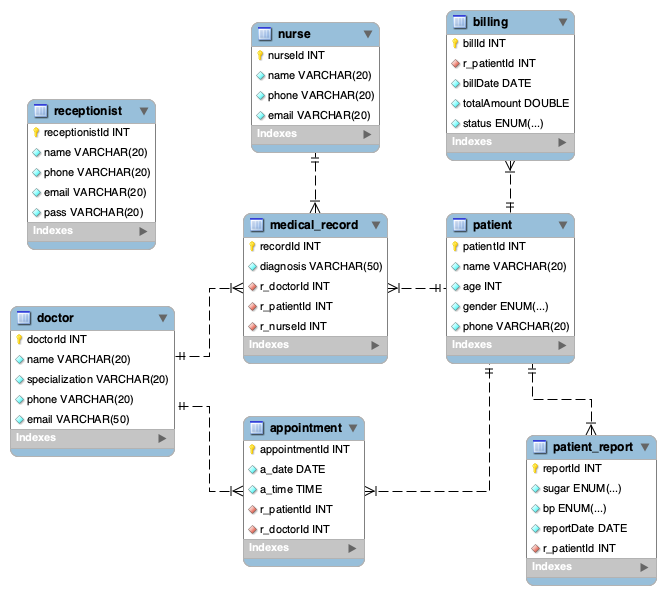 nurse
nurseId INT
name VARCHAR(20)
phone VARCHAR(20)
email VARCHAR(20)
Indexes
billing
billId INT
r_patientId INT
billDate DATE
totalAmount DOUBLE
status ENUM(...)
Indexes
receptionist
receptionistId INT
name VARCHAR(20)
phone VARCHAR(20)
email VARCHAR(20)
pass VARCHAR(20)
Indexes
medical_record
recordId INT
diagnosis VARCHAR(50)
r_doctorId INT
r_patientId INT
r_nurseId INT
Indexes
patient
patientId INT
name VARCHAR(20)
age INT
gender ENUM(...)
phone VARCHAR(20)
Indexes
doctor
doctorId INT
name VARCHAR(20)
specialization VARCHAR(20)
phone VARCHAR(20)
email VARCHAR(50)
Indexes
appointment
appointmentId INT
a_date DATE
a_time TIME
r_patientId INT
r_doctorId INT
Indexes
patient_report
reportId INT
sugar ENUM(...)
bp ENUM(...)
reportDate DATE
r_patientId INT
Indexes